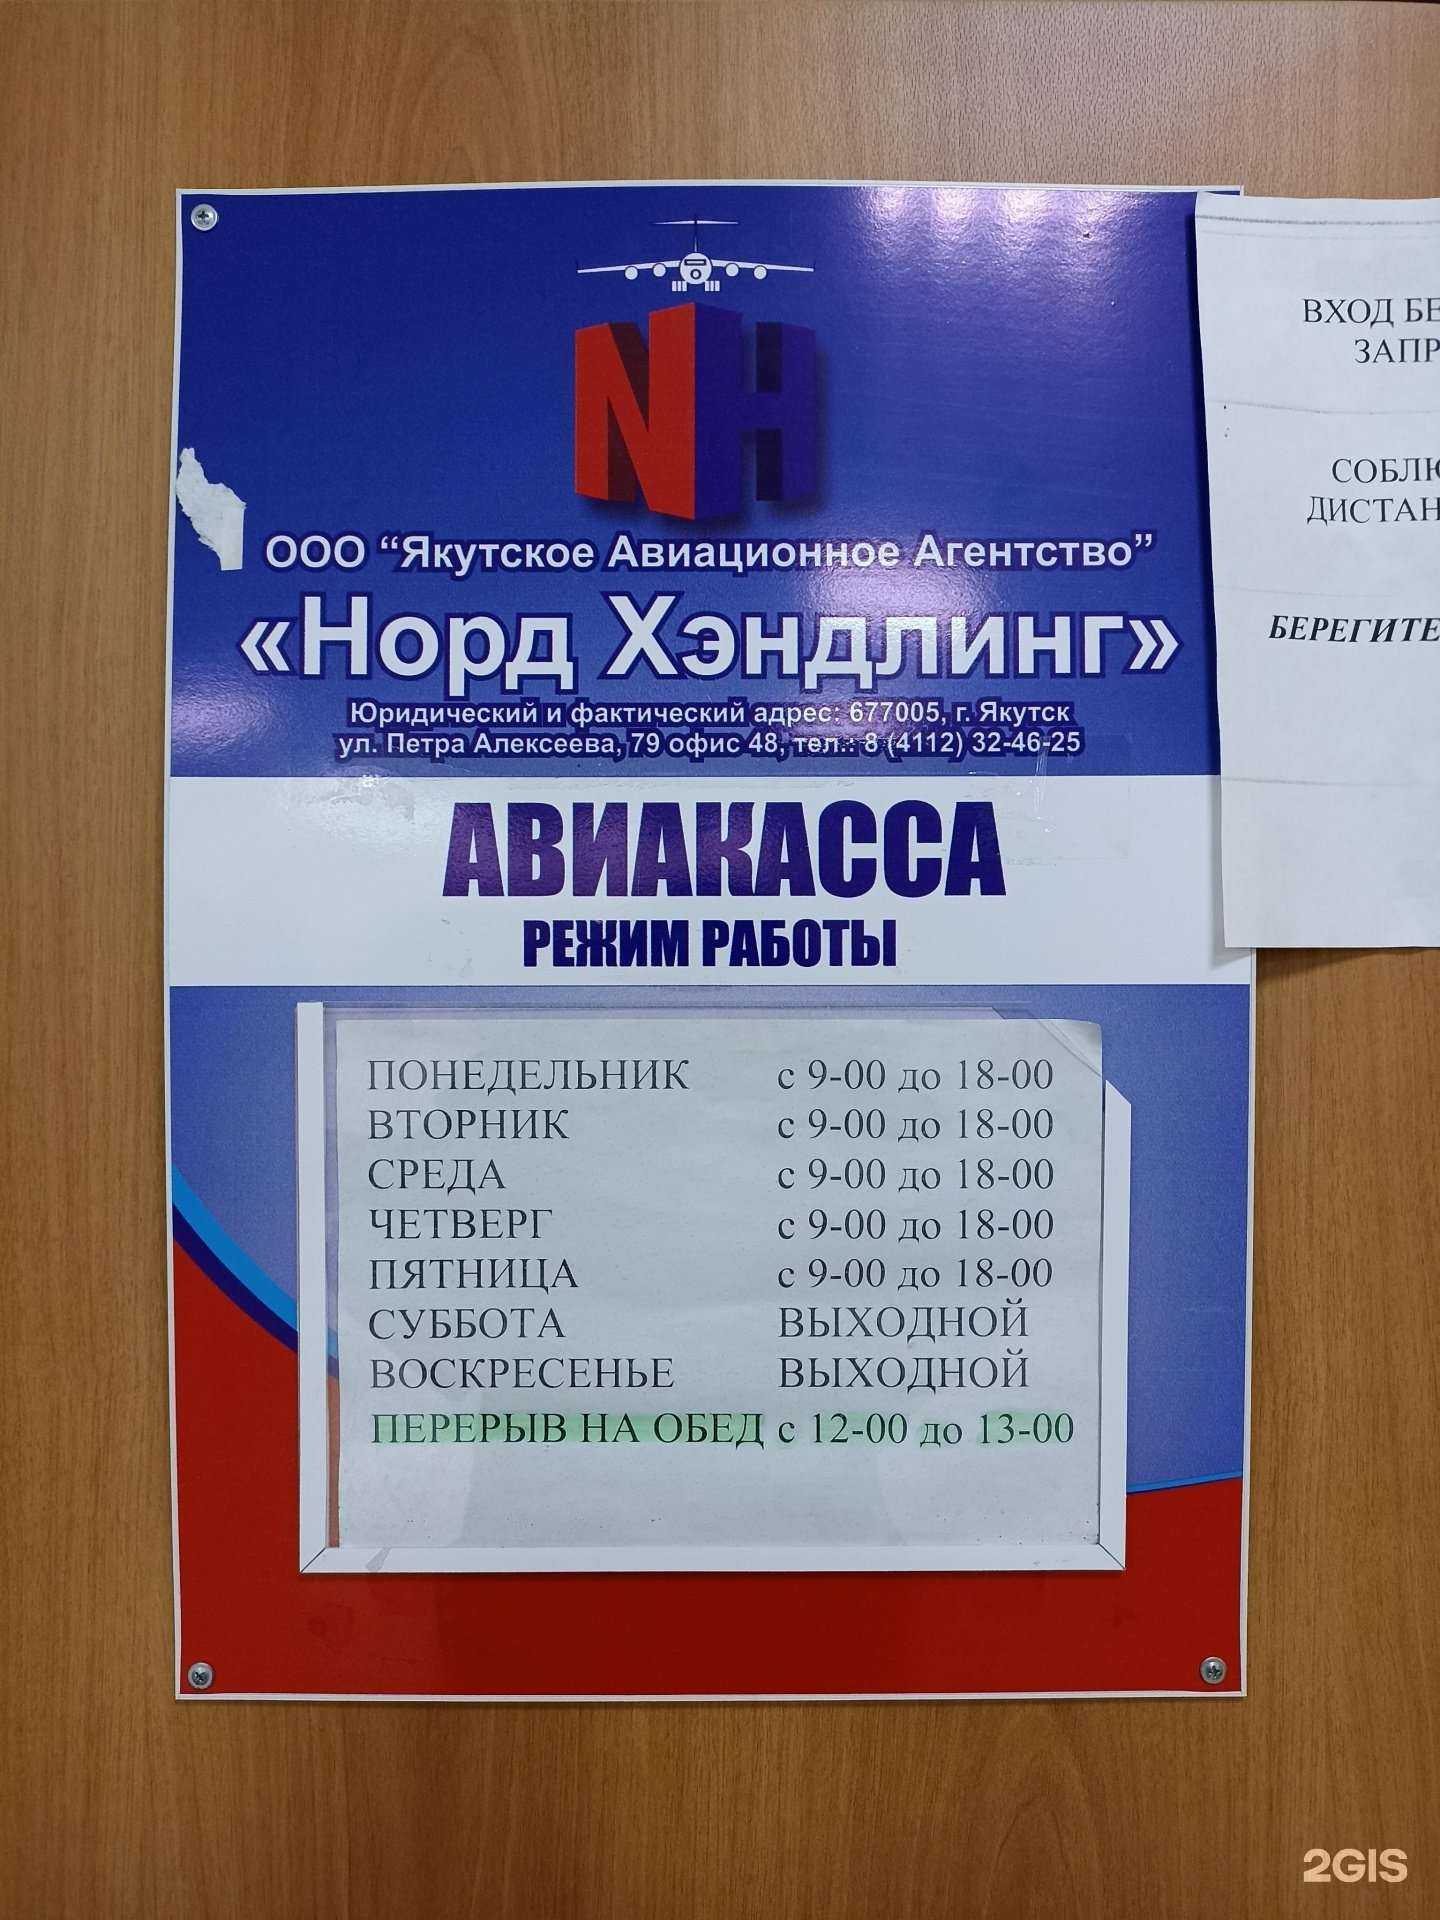 NH
ООО “Якутское Авиационное Агентство”
«Норд Хэндлинг»
Юридический и фактический адрес: 677005, г. Якутск
ул. Петра Алексеева, 79 офис 48, тел.: 8 (4112) 32-46-25
АВИАКАССА
РЕЖИМ РАБОТЫ
ПОНЕДЕЛЬНИК с 9-00 до 18-00
ВТОРНИК с 9-00 до 18-00
СРЕДА с 9-00 до 18-00
ЧЕТВЕРГ с 9-00 до 18-00
ПЯТНИЦА с 9-00 до 18-00
СУББОТА ВЫХОДНОЙ
ВОСКРЕСЕНЬЕ ВЫХОДНОЙ
ПЕРЕРЫВ НА ОБЕД с 12-00 до 13-00
ВХОД
БЕРЕГИТЕ
2GIS